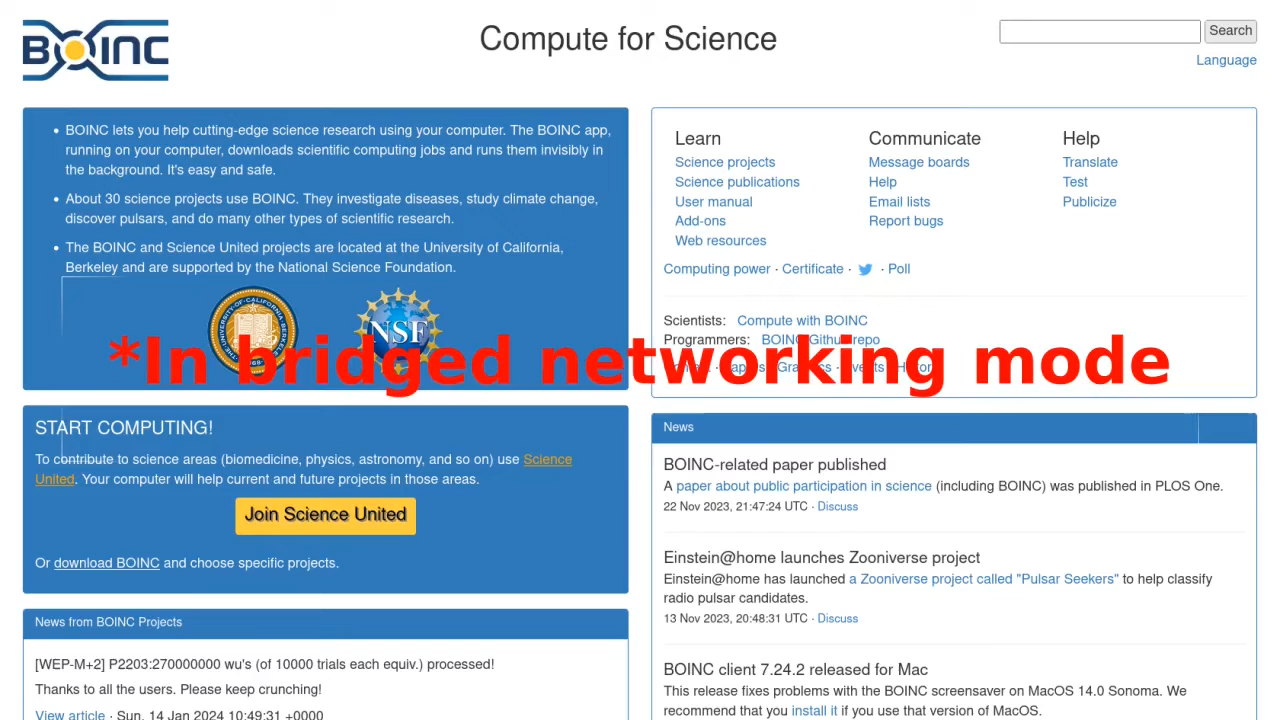 BOINC
Compute for Science
Search
Language
• BOINC lets you help cutting-edge science research using your computer. The BOINC app,
running on your computer, downloads scientific computing jobs and runs them invisibly in
the background. It's easy and safe.
• About 30 science projects use BOINC. They investigate diseases, study climate change,
discover pulsars, and do many other types of scientific research.
• The BOINC and Science United projects are located at the University of California,
Berkeley and are supported by the National Science Foundation.
NSF
START COMPUTING!
To contribute to science areas (biomedicine, physics, astronomy, and so on) use Science
United. Your computer will help current and future projects in those areas.
Join Science United
Or download BOINC and choose specific projects.
News from BOINC Projects
[WEP-M+2] P2203:270000000 wu's (of 10000 trials each equiv.) processed!
Thanks to all the users. Please keep crunching!
View article · Sun, 14 Jan 2024 10:49:31 +0000
Learn
Science projects
Science publications
User manual
Add-ons
Web resources
Communicate
Message boards
Help
Email lists
Report bugs
Help
Translate
Test
Publicize
Computing power · Certificate · · Poll
Scientists: Compute with BOINC
Programmers: BOINC Github repo
*In bridged networking mode
News
BOINC-related paper published
A paper about public participation in science (including BOINC) was published in PLOS One.
22 Nov 2023, 21:47:24 UTC · Discuss
Einstein@home launches Zooniverse project
Einstein@home has launched a Zooniverse project called "Pulsar Seekers" to help classify
radio pulsar candidates.
13 Nov 2023, 20:48:31 UTC · Discuss
BOINC client 7.24.2 released for Mac
This release fixes problems with the BOINC screensaver on MacOS 14.0 Sonoma. We
recommend that you install it if you use that version of MacOS.